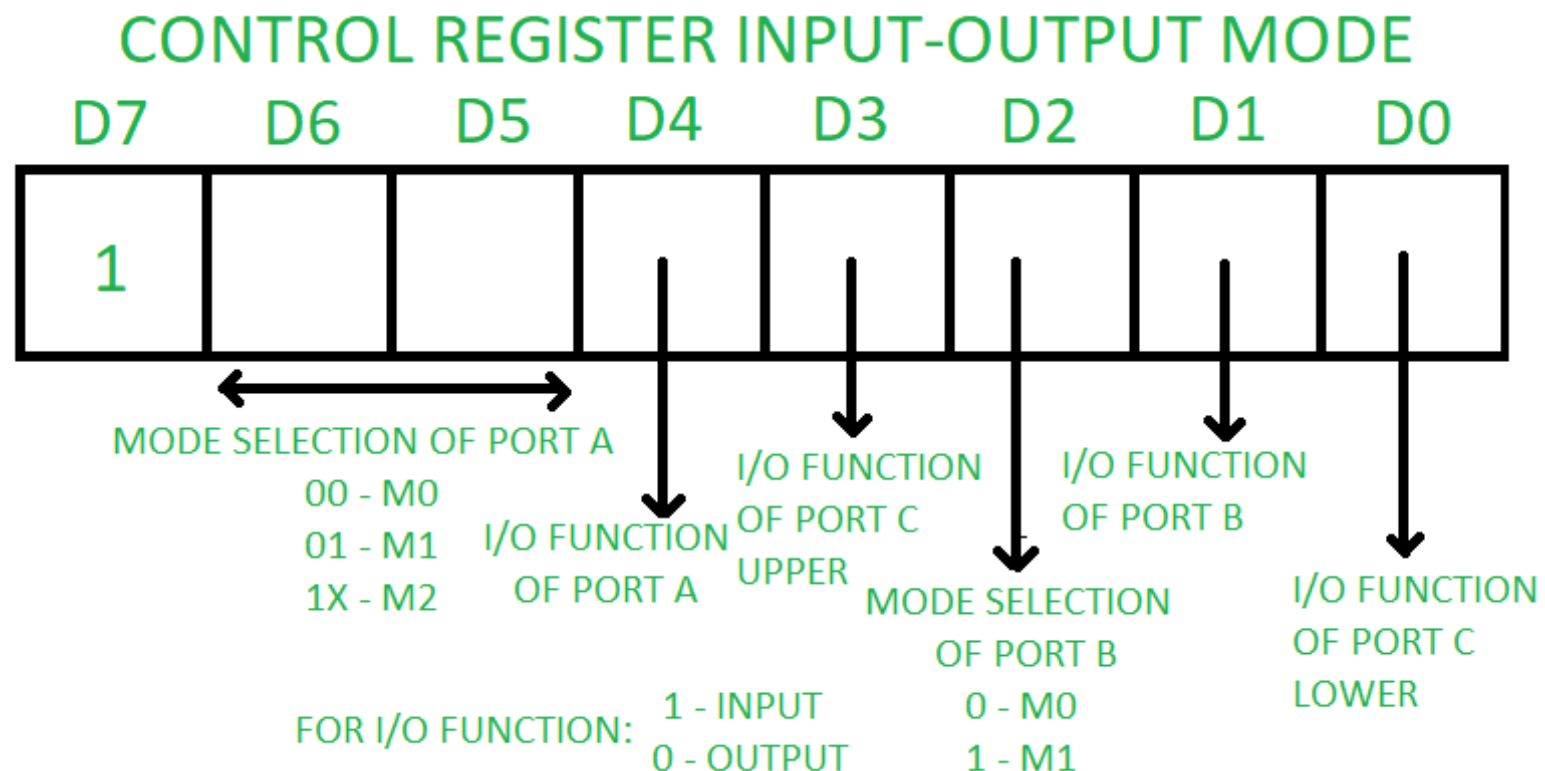 CONTROL REGISTER INPUT-OUTPUT MODE
D7 D6 D5 D4 D3 D2 D1 D0
1
MODE SELECTION OF PORT A
00 - M0
01 - M1
1X - M2
I/O FUNCTION
OF PORT A
I/O FUNCTION
OF PORT C
UPPER
MODE SELECTION
OF PORT B
0 - M0
1 - M1
I/O FUNCTION
OF PORT B
I/O FUNCTION
OF PORT C
LOWER
FOR I/O FUNCTION:
1 - INPUT
0 - OUTPUT